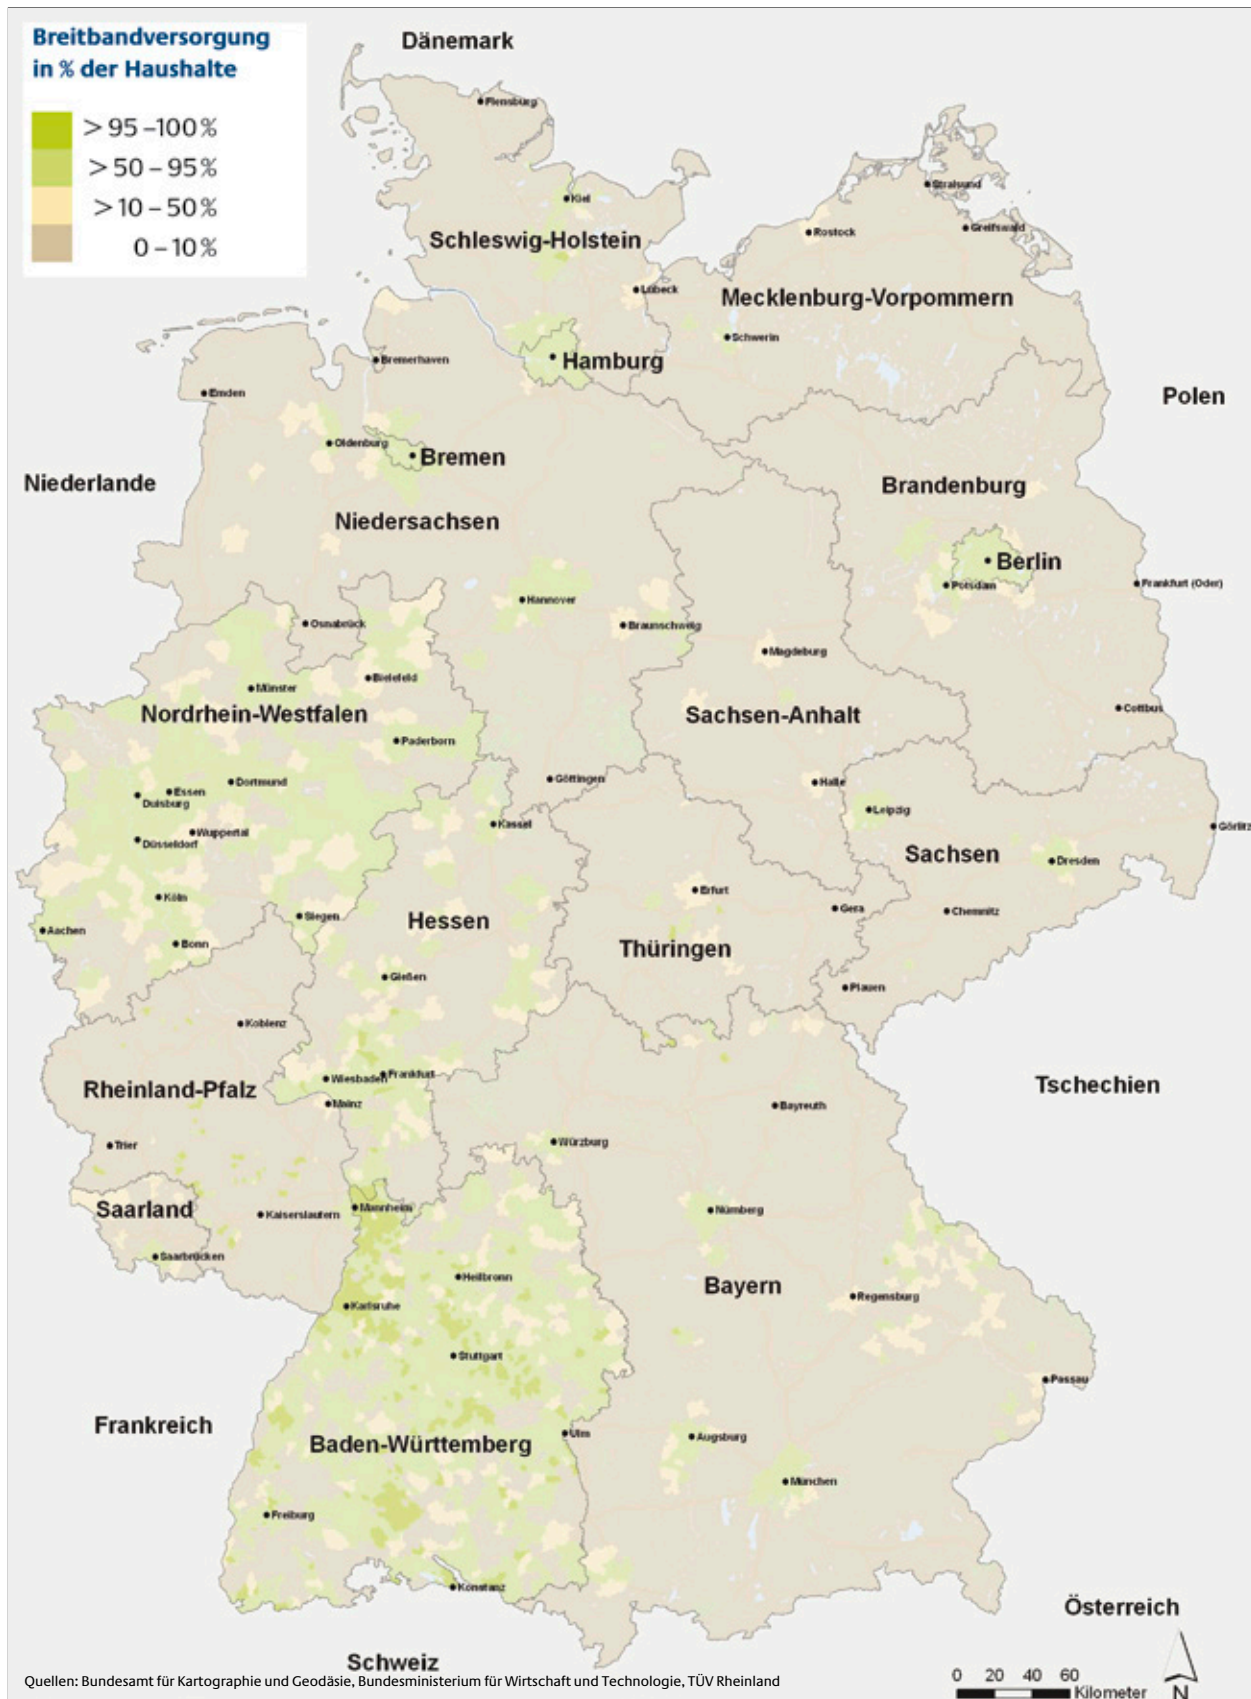 Breitbandversorgung
in % der Haushalte
> 95 – 100 %
> 50 – 95 %
> 10 – 50 %
0 – 10 %
Dänemark
Flensburg
Kiel
Stralsund
Rostock
Greifswald
Schleswig-Holstein
Lübeck
Mecklenburg-Vorpommern
Schwerin
Bremerhaven
Hamburg
Emden
Polen
Oldenburg
Bremen
Niederlande
Brandenburg
Niedersachsen
Berlin
Potsdam
Frankfurt (Oder)
Hannover
Osnabrück
Braunschweig
Magdeburg
Bielefeld
Münster
Cottbus
Nordrhein-Westfalen
Sachsen-Anhalt
Paderborn
Göttingen
Dortmund
Halle
Essen
Duisburg
Leipzig
Kassel
Görlitz
Wuppertal
Düsseldorf
Sachsen
Dresden
Erfurt
Köln
Gera
Chemnitz
Siegen
Hessen
Aachen
Bonn
Thüringen
Gießen
Plauen
Koblenz
Frankfurt
Wiesbaden
Rheinland-Pfalz
Tschechien
Mainz
Bayreuth
Trier
Würzburg
Saarland
Mannheim
Nürnberg
Kaiserslautern
Saarbrücken
Heilbronn
Bayern
Regensburg
Karlsruhe
Stuttgart
Passau
Frankreich
Ulm
Augsburg
Baden-Württemberg
München
Freiburg
Konstanz
Österreich
Schweiz
Quellen: Bundesamt für Kartographie und Geodäsie, Bundesministerium für Wirtschaft und Technologie, TÜV Rheinland
0 20 40 60
Kilometer
N